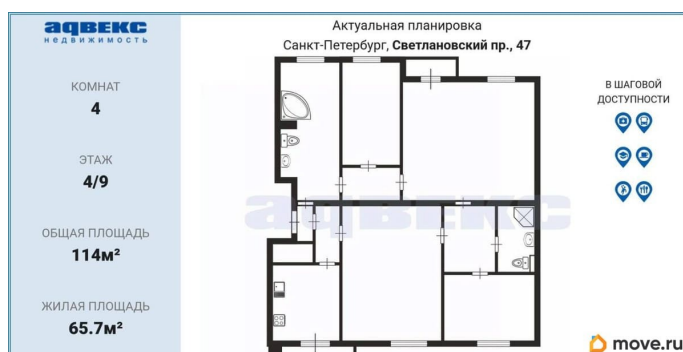 адвекс
НЕДВИЖИМОСТЬ
КОМНАТ
4
ЭТАЖ
4/9
ОБЩАЯ ПЛОЩАДЬ
114м²
ЖИЛАЯ ПЛОЩАДЬ
65.7м²
Актуальная планировка
Санкт-Петербург, Светлановский пр., 47
адвекс
В ШАГОВОЙ
ДОСТУПНОСТИ
move.ru